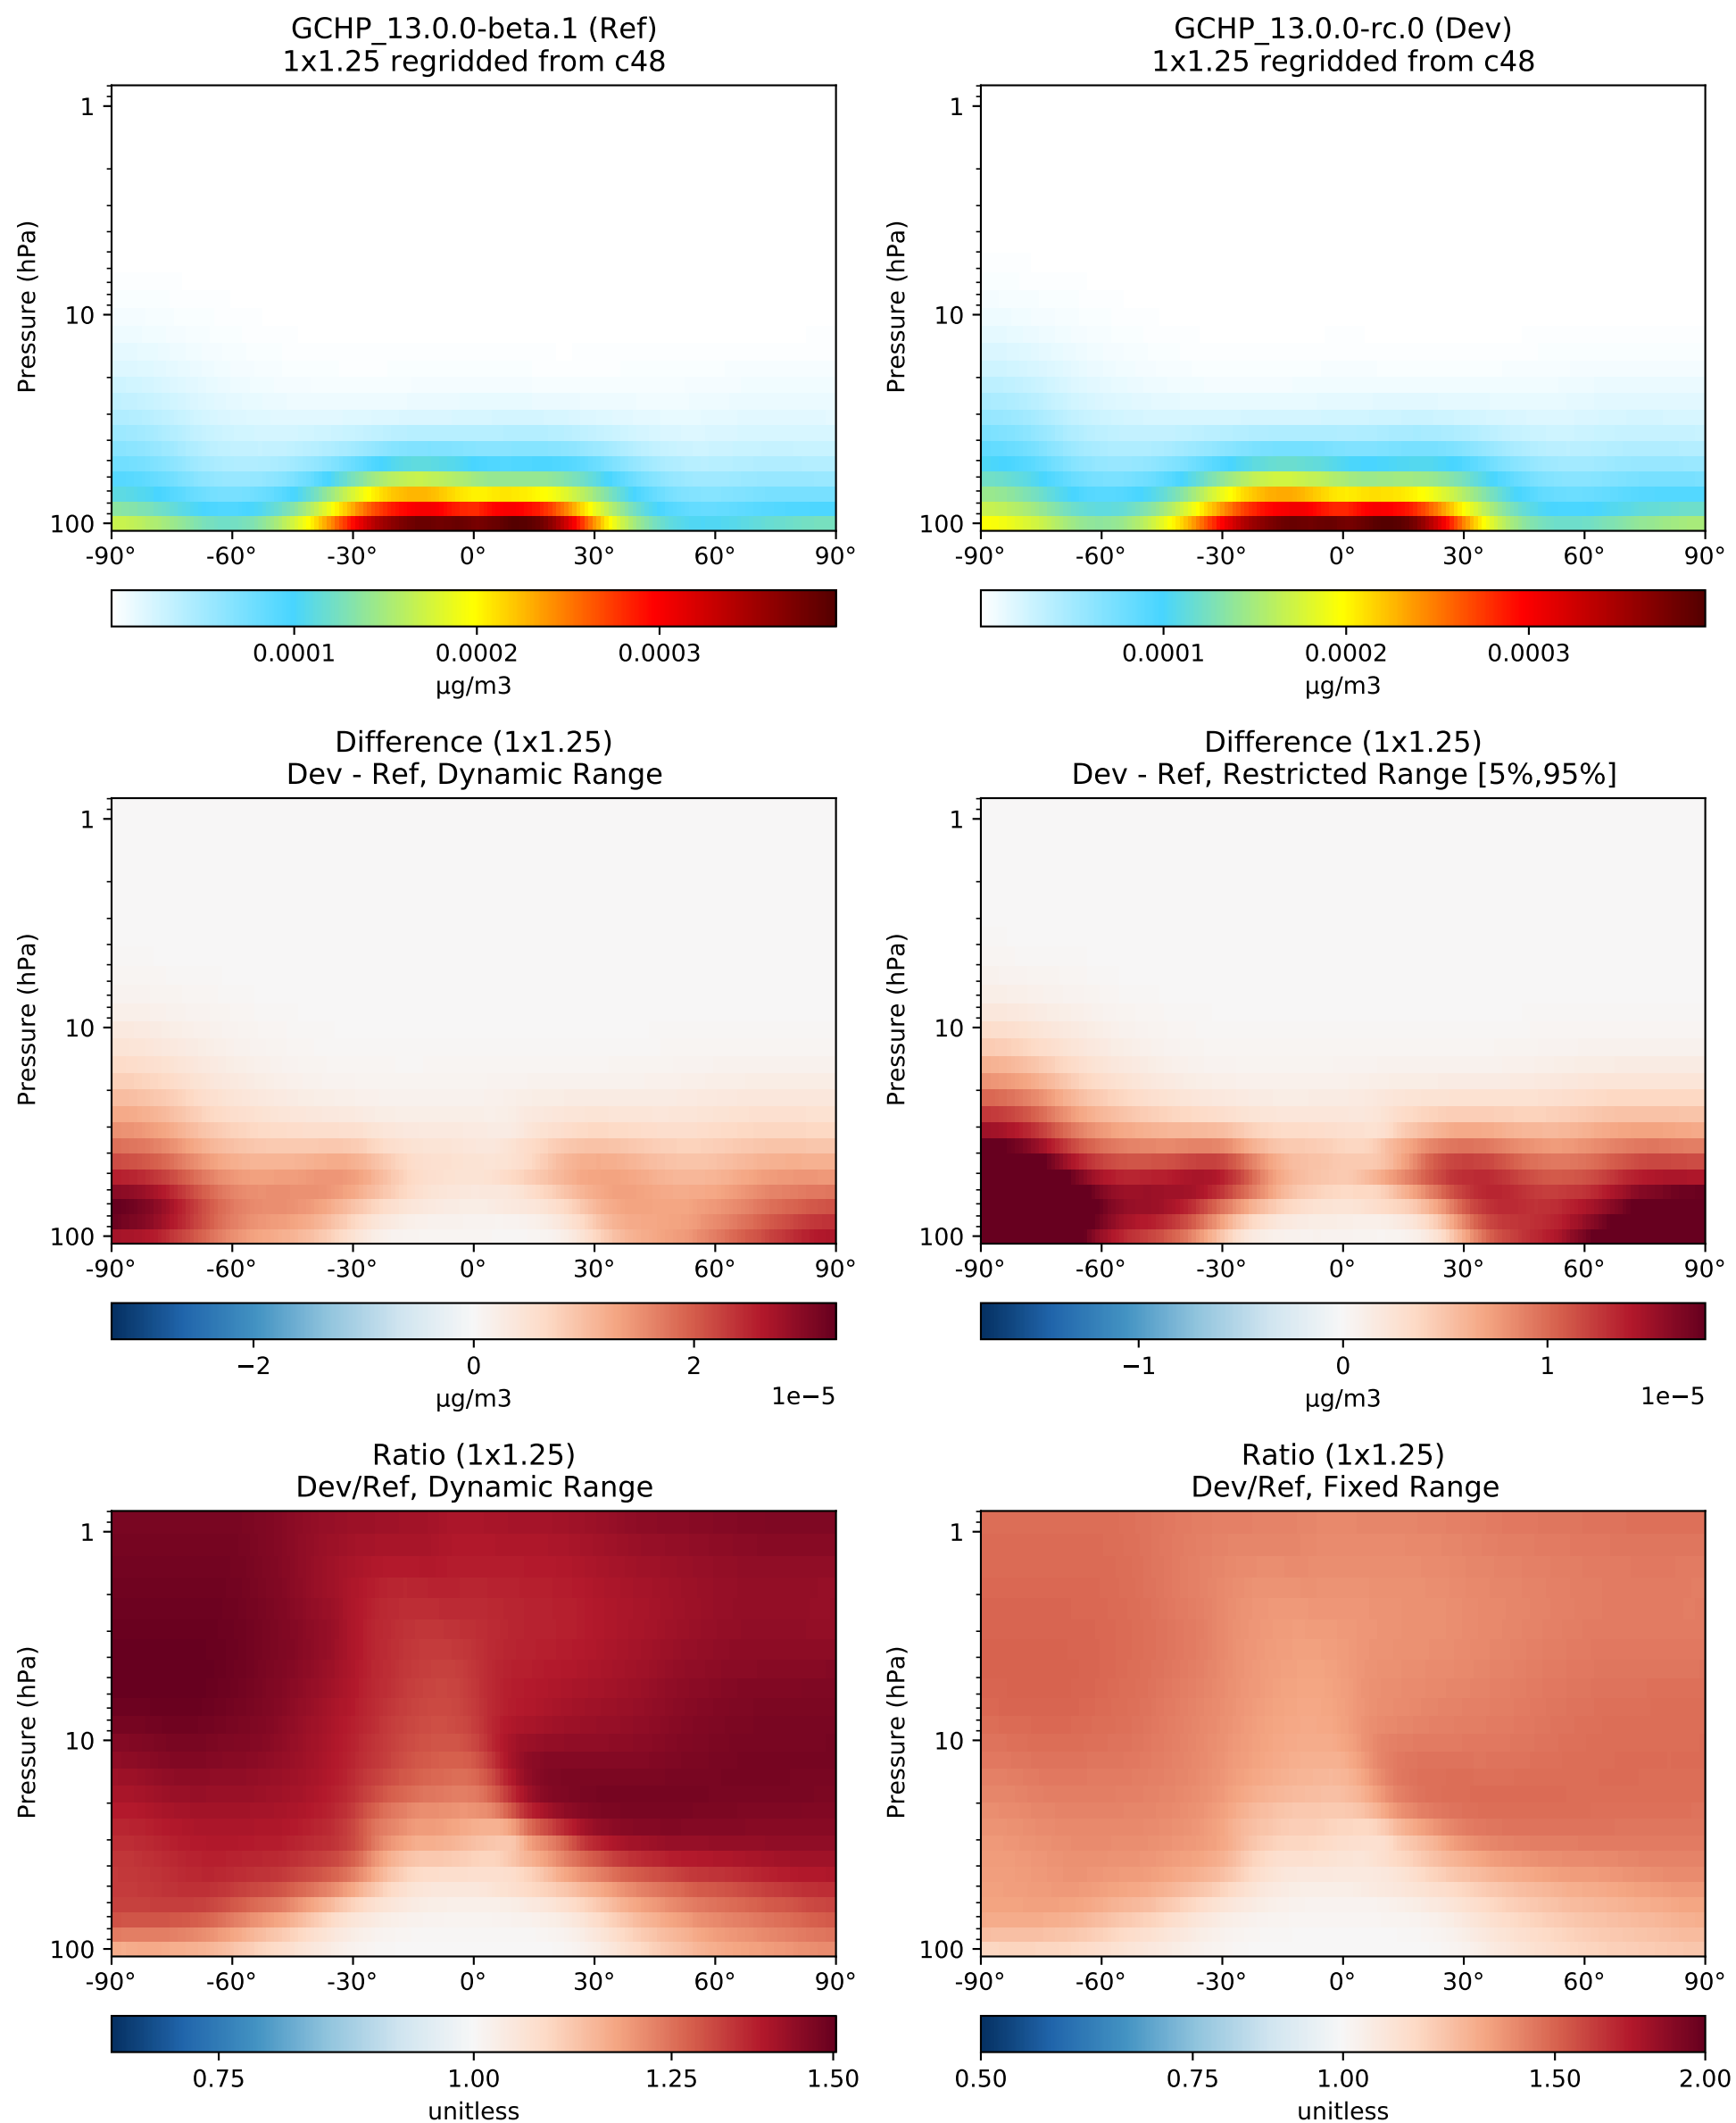 GCHP_13.0.0-beta.1 (Ref)
1x1.25 regridded from c48
Pressure (hPa)
1
10
100
-90° -60° -30° 0° 30° 60° 90°
0.0001 0.0002 0.0003
µg/m3
GCHP_13.0.0-rc.0 (Dev)
1x1.25 regridded from c48
Pressure (hPa)
1
10
100
-90° -60° -30° 0° 30° 60° 90°
0.0001 0.0002 0.0003
µg/m3
Difference (1x1.25)
Dev - Ref, Dynamic Range
Pressure (hPa)
1
10
100
-90° -60° -30° 0° 30° 60° 90°
−2 0 2
µg/m3 1e−5
Difference (1x1.25)
Dev - Ref, Restricted Range [5%,95%]
Pressure (hPa)
1
10
100
-90° -60° -30° 0° 30° 60° 90°
−1 0 1
µg/m3 1e−5
Ratio (1x1.25)
Dev/Ref, Dynamic Range
Pressure (hPa)
1
10
100
-90° -60° -30° 0° 30° 60° 90°
0.75 1.00 1.25 1.50
unitless
Ratio (1x1.25)
Dev/Ref, Fixed Range
Pressure (hPa)
1
10
100
-90° -60° -30° 0° 30° 60° 90°
0.50 0.75 1.00 1.50 2.00
unitless